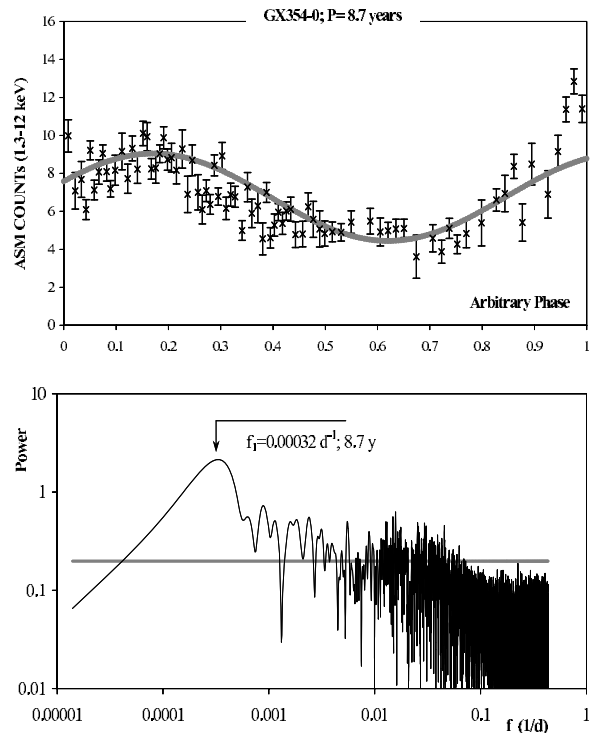 GX354-0; P= 8.7 years
16
14
12
10
8
6
4
2
0
ASM COUNTS (1.3-12 keV)
Arbitrary Phase
0 0.1 0.2 0.3 0.4 0.5 0.6 0.7 0.8 0.9 1
10
1
0.1
0.01
Power
f₁=0.00032 d⁻¹; 8.7 y
0.00001 0.0001 0.001 0.01 0.1 1
f (1/d)